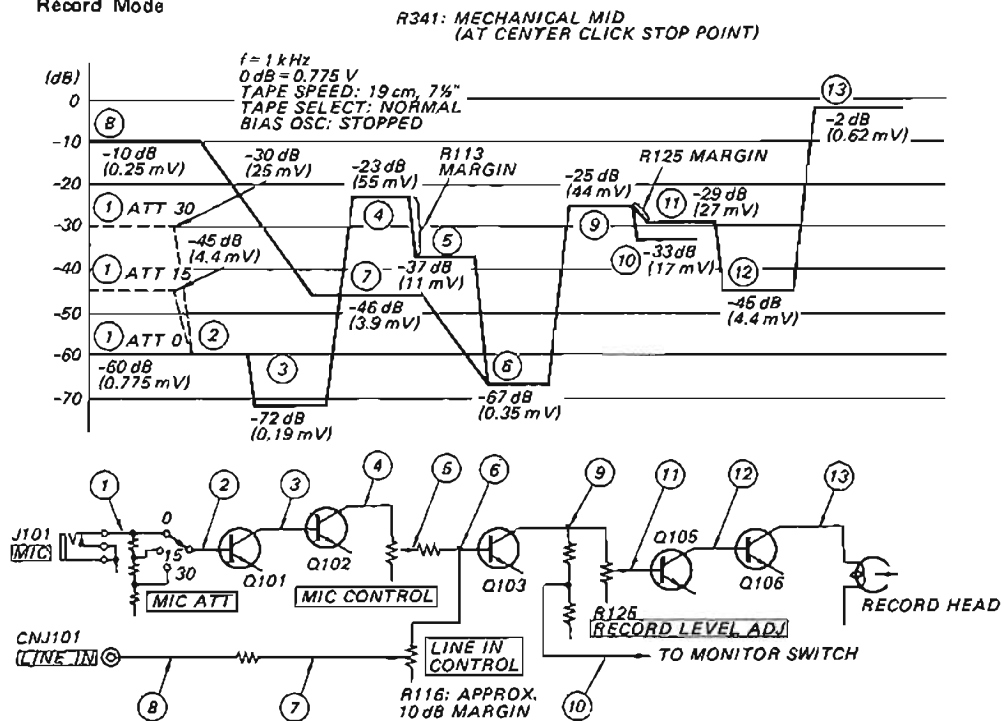 Record Mode
R341: MECHANICAL MID
(AT CENTER CLICK STOP POINT)
f = 1 kHz
0 dB = 0.775 V
TAPE SPEED: 19 cm, 7½"
TAPE SELECT: NORMAL
BIAS OSC: STOPPED
(dB)
0
-10
-20
-30
-40
-50
-60
-70
8
-10 dB
(0.25 mV)
-30 dB
(25 mV)
1 ATT 30
-45 dB
(4.4 mV)
1 ATT 15
1 ATT 0
2
-60 dB
(0.775 mV)
3
-72 dB
(0.19 mV)
-23 dB
(55 mV)
4
R113
MARGIN
5
-37 dB
(11 mV)
7
-46 dB
(3.9 mV)
6
-67 dB
(0.35 mV)
-25 dB
(44 mV)
9
R125 MARGIN
11
-29 dB
(27 mV)
10
-33 dB
(17 mV)
12
-45 dB
(4.4 mV)
13
-2 dB
(0.62 mV)
1
2
3
4
5
6
9
11
12
13
J101
MIC
0
15
30
MIC ATT
Q101
Q102
MIC CONTROL
Q103
Q105
Q106
R125
RECORD LEVEL ADJ
RECORD HEAD
CNJ101
LINE IN
LINE IN
CONTROL
TO MONITOR SWITCH
8
7
R116: APPROX.
10 dB MARGIN
10